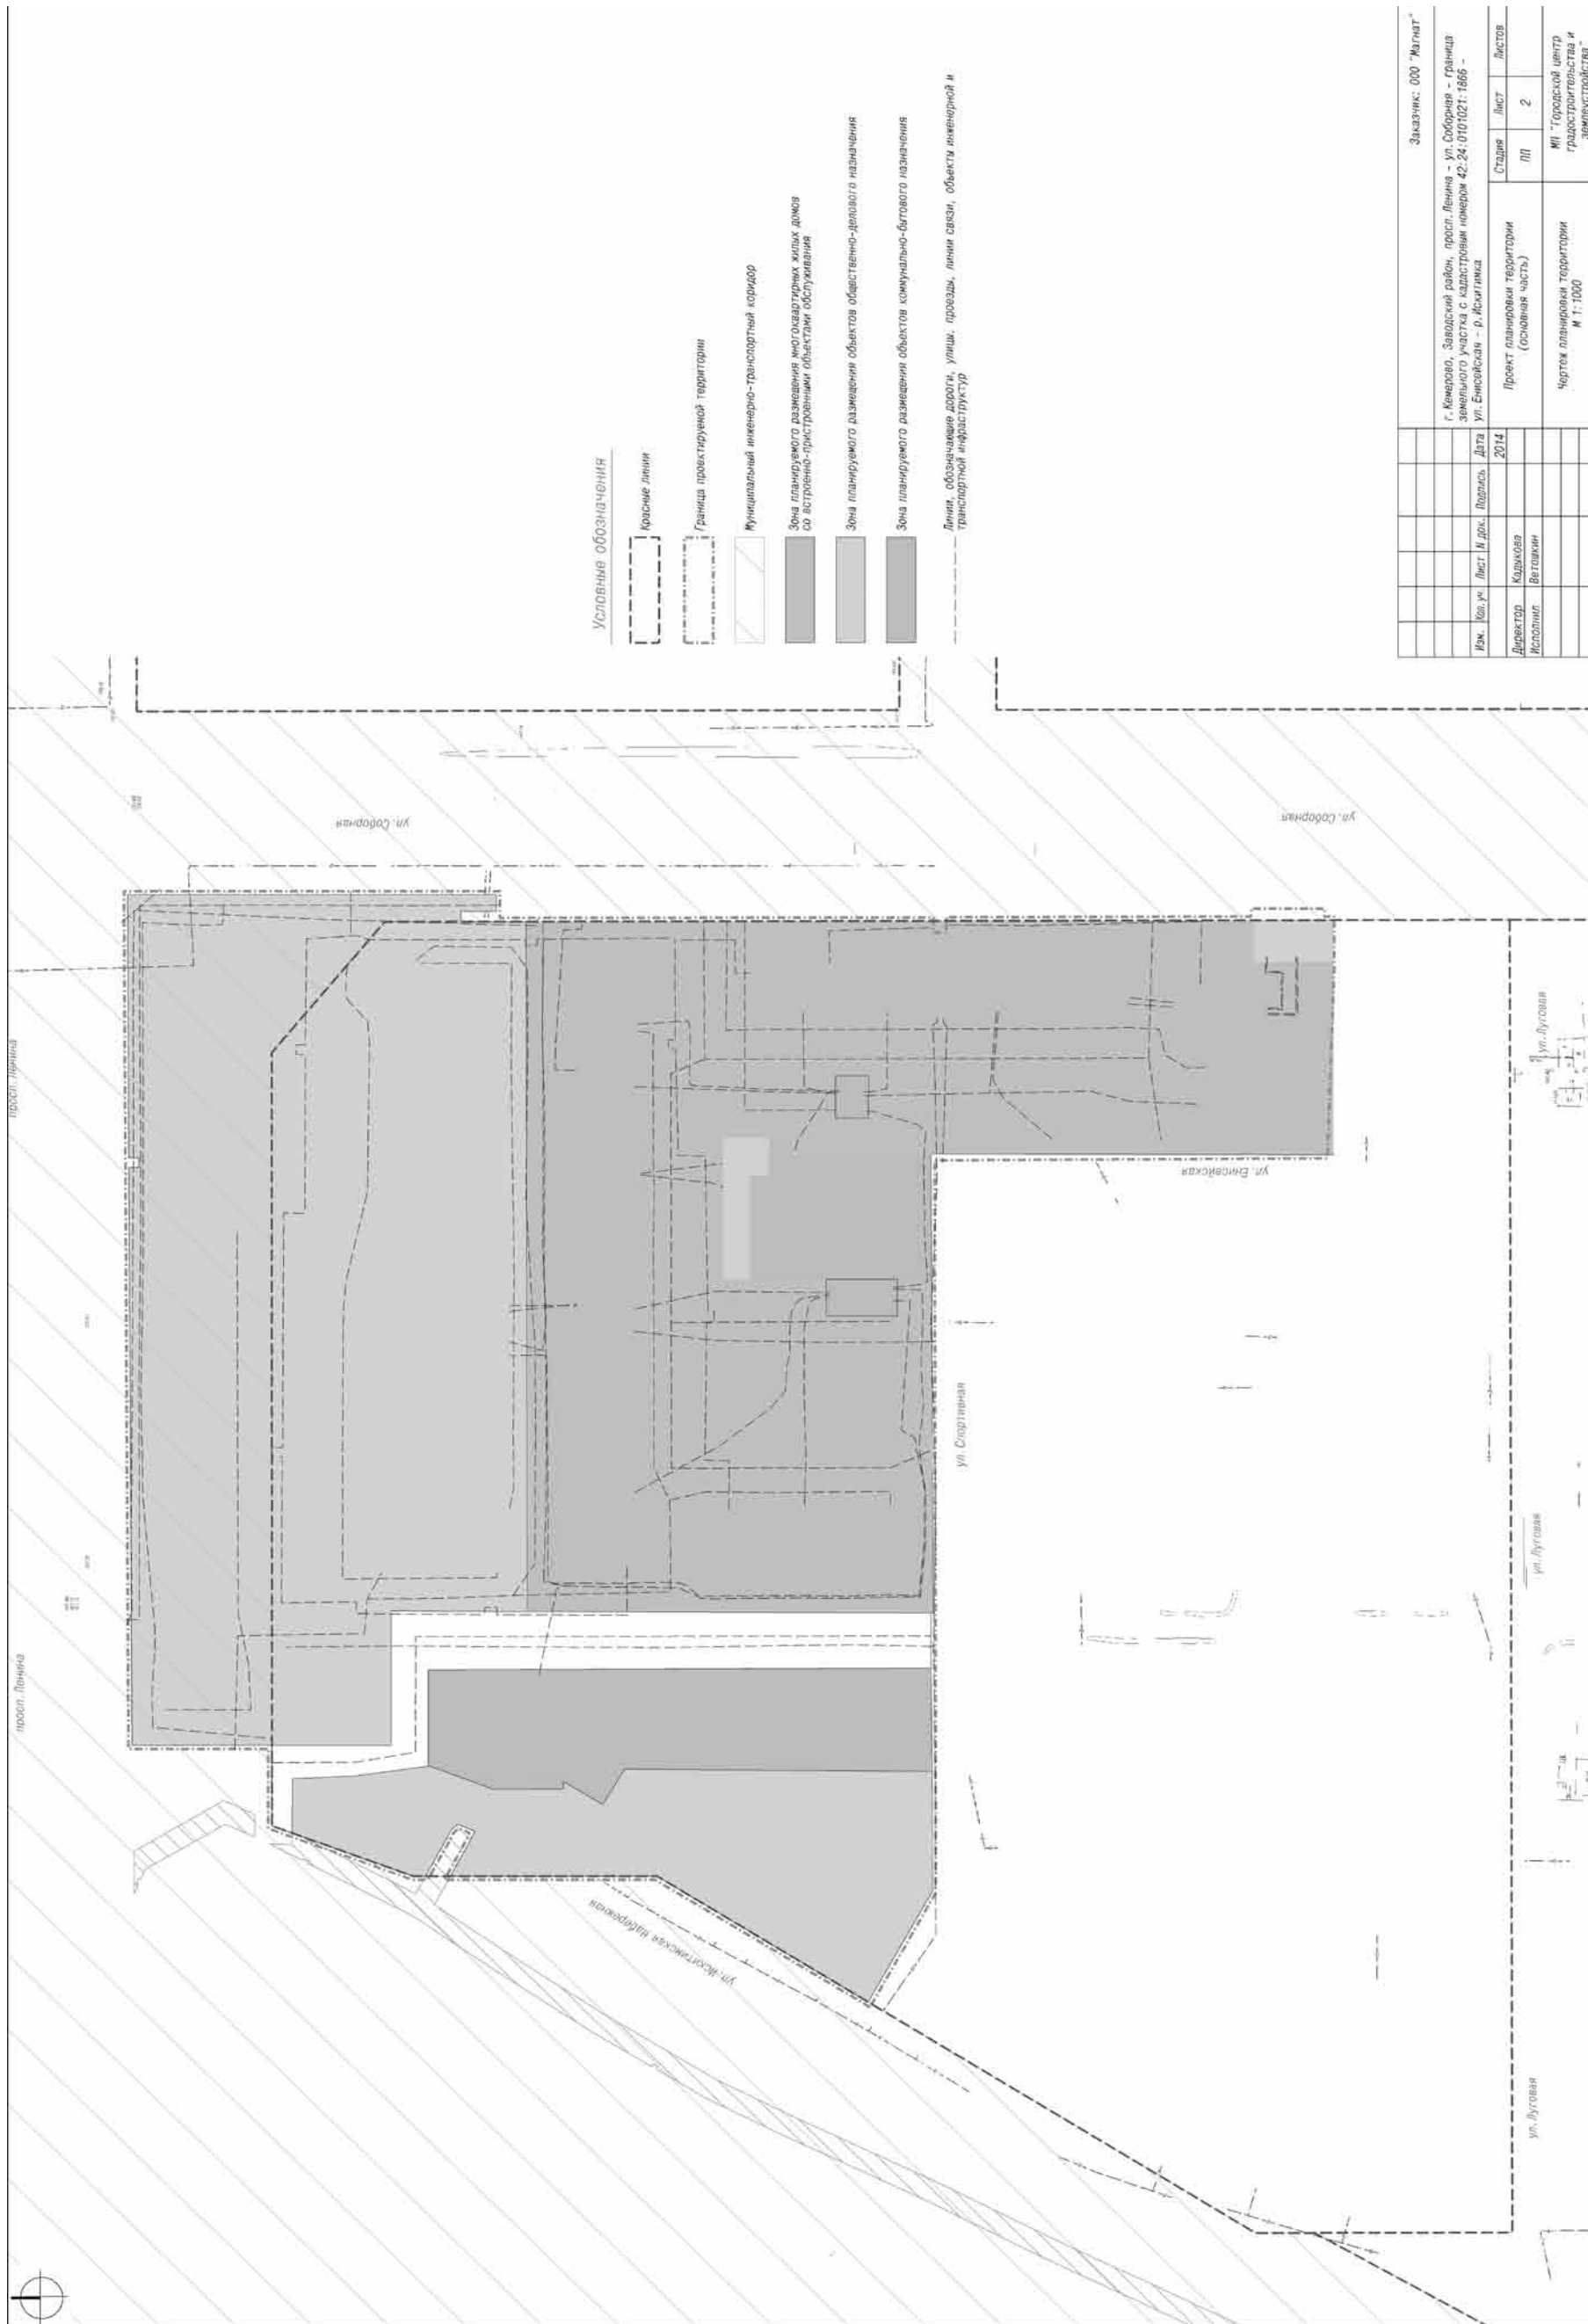 Условные обозначения
Красные линии
Граница проектируемой территории
Муниципальный инженерно-транспортный коридор
Зона планируемого размещения многоквартирных жилых домов
со встроенно-пристроенными объектами обслуживания
Зона планируемого размещения объектов общественно-делового назначения
Зона планируемого размещения объектов коммунально-бытового назначения
Линии, обозначающие дороги, улицы, проезды, линии связи, объекты инженерной и
транспортной инфраструктур
просп. Ленина
просп. Ленина
ул. Соборная
ул. Соборная
ул. Искитимская Набережная
ул. Спортивная
ул. Енисейская
ул. Луговая
ул. Луговая
ул. Луговая
Заказчик: ООО "Магнат"
г. Кемерово, Заводский район, просп. Ленина - ул. Соборная - граница
земельного участка с кадастровым номером 42:24:0101021:1866 -
ул. Енисейская - р. Искитимка
Изм. Кол.уч. Лист N док. Подпись Дата
Директор Кадыкова 2014
Исполнил Ветошкин
Проект планировки территории
(основная часть)
Стадия Лист Листов
ПП 2
Чертеж планировки территории
М 1:1000
МП "Городской центр
градостроительства и
землеустройства"